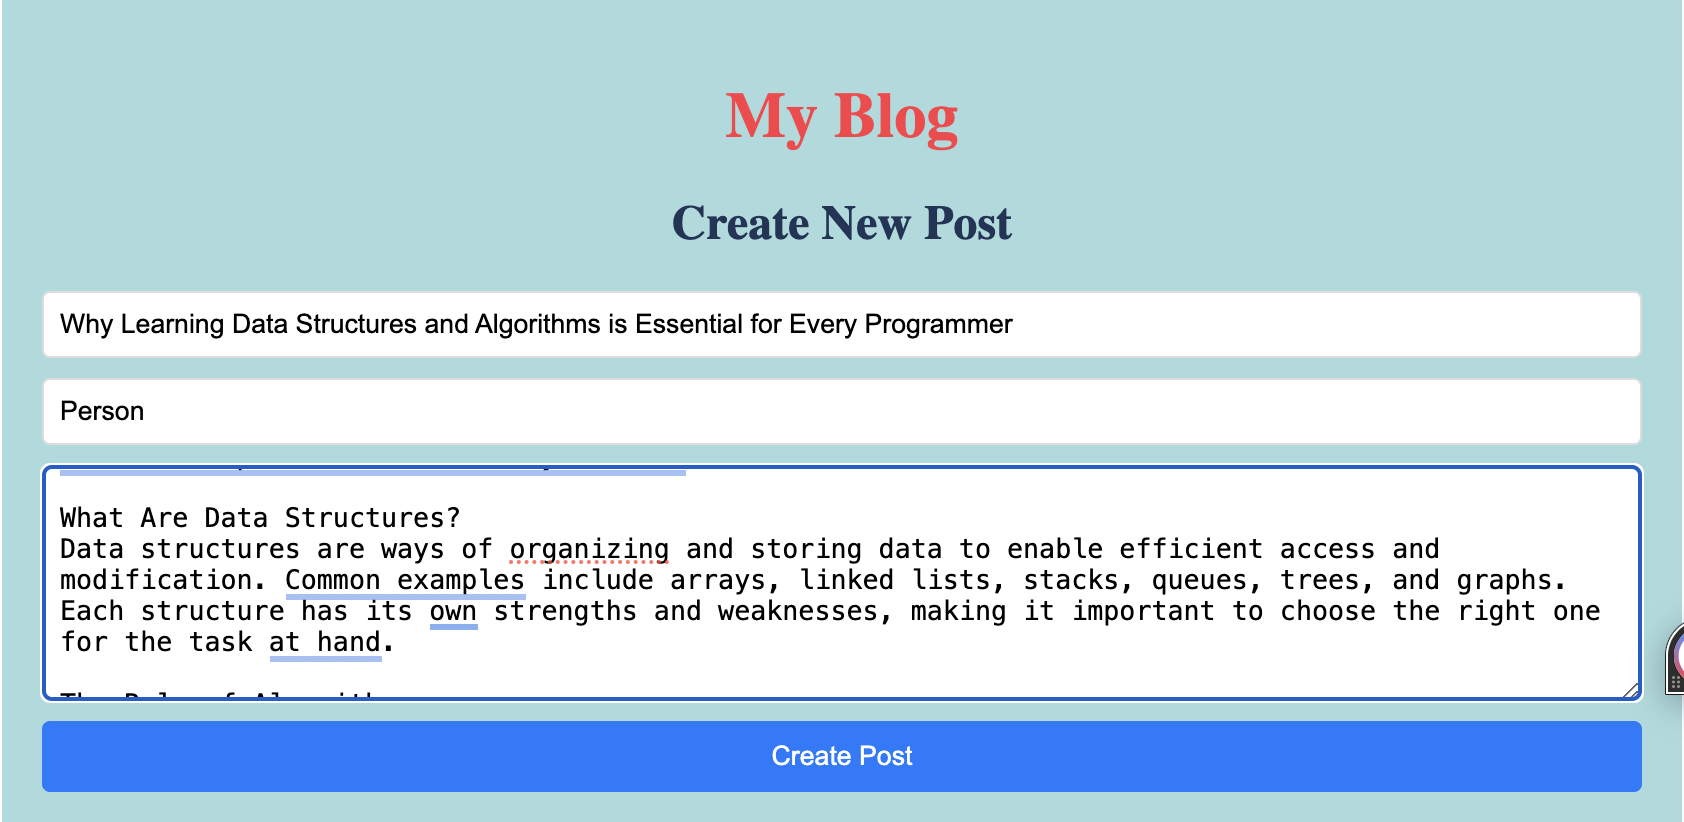 My Blog
Create New Post
Why Learning Data Structures and Algorithms is Essential for Every Programmer
Person
What Are Data Structures?
Data structures are ways of organizing and storing data to enable efficient access and
modification. Common examples include arrays, linked lists, stacks, queues, trees, and graphs.
Each structure has its own strengths and weaknesses, making it important to choose the right one
for the task at hand.
Create Post